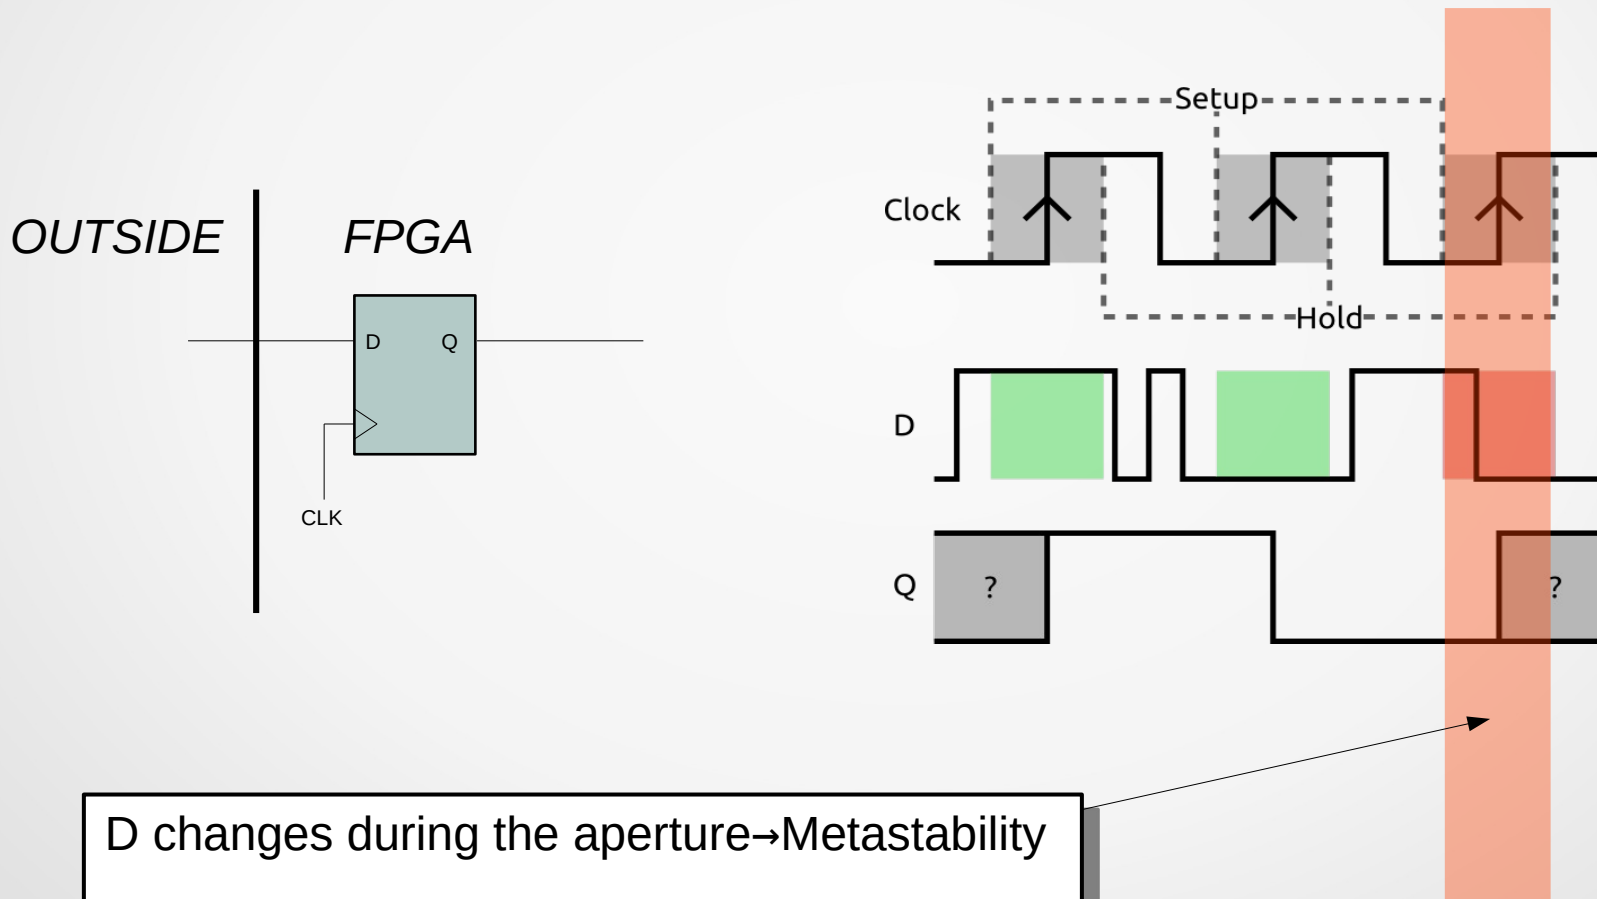 OUTSIDE
FPGA
D
Q
CLK
Setup
Clock
Hold
D
Q
?
?
D changes during the aperture→Metastability